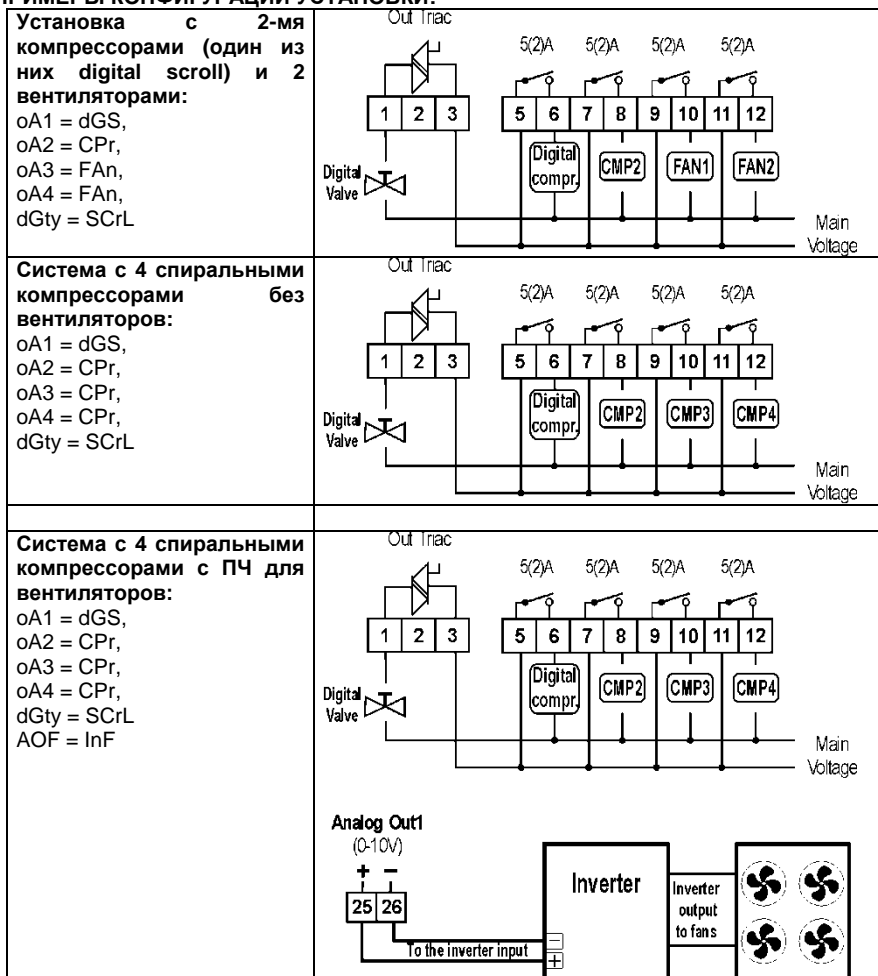 ПРИМЕРЫ КОНФИГУРАЦИИ УСТАНОВКИ:
Установка с 2-мя
компрессорами (один из
них digital scroll) и 2
вентиляторами:
oA1 = dGS,
oA2 = CPr,
oA3 = FAn,
oA4 = FAn,
dGty = SCrL
Out Triac
5(2)A 5(2)A 5(2)A 5(2)A
1 2 3 5 6 7 8 9 10 11 12
Digital
Valve
Digital
compr.
CMP2 FAN1 FAN2
Main
Voltage
Система с 4 спиральными
компрессорами без
вентиляторов:
oA1 = dGS,
oA2 = CPr,
oA3 = CPr,
oA4 = CPr,
dGty = SCrL
Out Triac
5(2)A 5(2)A 5(2)A 5(2)A
1 2 3 5 6 7 8 9 10 11 12
Digital
Valve
Digital
compr.
CMP2 CMP3 CMP4
Main
Voltage
Система с 4 спиральными
компрессорами с ПЧ для
вентиляторов:
oA1 = dGS,
oA2 = CPr,
oA3 = CPr,
oA4 = CPr,
dGty = SCrL
AOF = InF
Out Triac
5(2)A 5(2)A 5(2)A 5(2)A
1 2 3 5 6 7 8 9 10 11 12
Digital
Valve
Digital
compr.
CMP2 CMP3 CMP4
Main
Voltage
Analog Out1
(0-10V)
+ −
25 26
To the inverter input
−
+
Inverter
Inverter
output
to fans